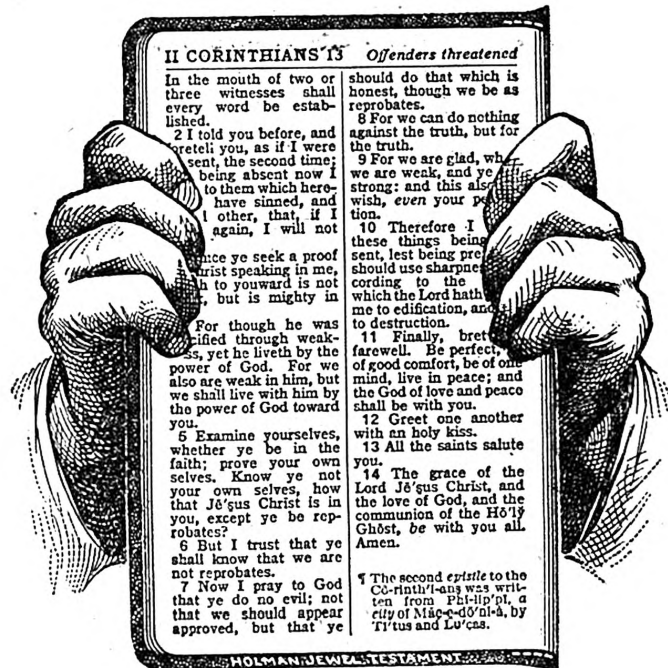 II CORINTHIANS 13 Offenders threatened
In the mouth of two or
three witnesses shall
every word be estab-
lished.
2 I told you before, and
foretell you, as if I were
sent, the second time;
being absent now I
to them which here-
have sinned, and
l other, that, if I
again, I will not
nce ye seek a proof
hrist speaking in me,
h to youward is not
, but is mighty in
For though he was
cified through weak-
ss, yet he liveth by the
power of God. For we
also are weak in him, but
we shall live with him by
the power of God toward
you.
5 Examine yourselves,
whether ye be in the
faith; prove your own
selves. Know ye not
your own selves, how
that Jē'ṣus Christ is in
you, except ye be rep-
robates?
6 But I trust that ye
shall know that we are
not reprobates.
7 Now I pray to God
that ye do no evil; not
that we should appear
approved, but that ye
should do that which is
honest, though we be as
reprobates.
8 For we can do nothing
against the truth, but for
the truth.
9 For we are glad, wh
we are weak, and ye
strong: and this also
wish, even your pe
tion.
10 Therefore I
these things being
sent, lest being pre
should use sharpne
cording to the
which the Lord hath
me to edification, and
to destruction.
11 Finally, bret
farewell. Be perfect,
of good comfort, be of one
mind, live in peace; and
the God of love and peace
shall be with you.
12 Greet one another
with an holy kiss.
13 All the saints salute
you.
14 The grace of the
Lord Jē'ṣus Christ, and
the love of God, and the
communion of the Hō'ly̆
Ghōst, be with you all.
Amen.
¶ The second epistle to the
Cō-rinth'i-anṣ was writ-
ten from Phĭ-lĭp'pī, a
city of Măç-e-dō'nĭ-à, by
Tī'tus and Lu'cas.
HOLMAN JEWEL TESTAMENT